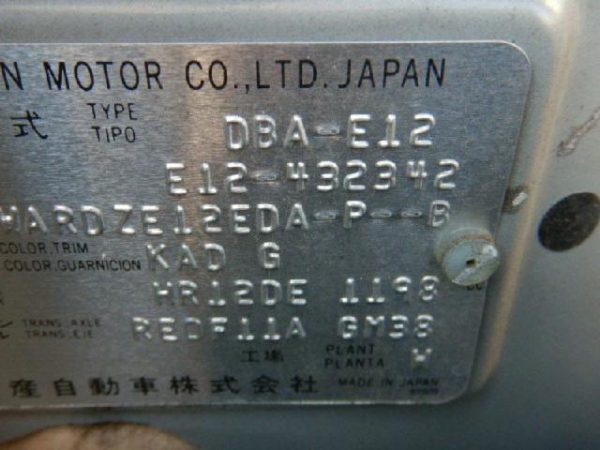 N MOTOR CO.,LTD. JAPAN
式 TYPE TIPO DBA-E12
E12-432342
MARDZE12EDA-P--B
COLOR, TRIM
COLOR, GUARNICION KAD G
HR12DE 1198 CC
TRANS. AXLE
TRANS. EJE RE0F11A GM38
工場 PLANT PLANTA W
産自動車株式会社 MADE IN JAPAN